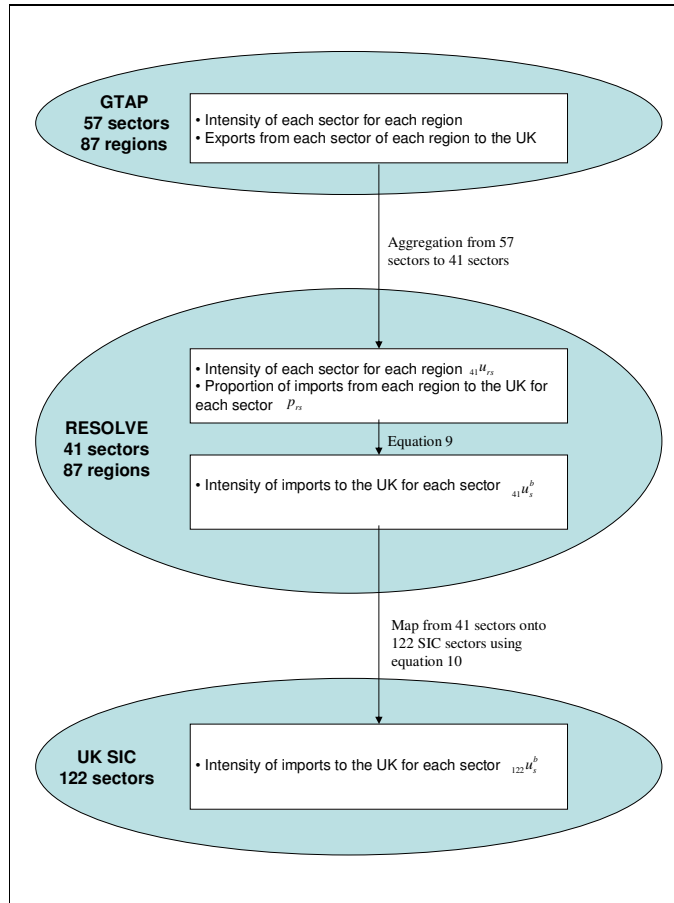 GTAP
57 sectors
87 regions
• Intensity of each sector for each region
• Exports from each sector of each region to the UK
Aggregation from 57
sectors to 41 sectors
RESOLVE
41 sectors
87 regions
• Intensity of each sector for each region ₄₁u_rs
• Proportion of imports from each region to the UK for
each sector p_rs
Equation 9
• Intensity of imports to the UK for each sector ₄₁u_s^b
Map from 41 sectors onto
122 SIC sectors using
equation 10
UK SIC
122 sectors
• Intensity of imports to the UK for each sector ₁₂₂u_s^b